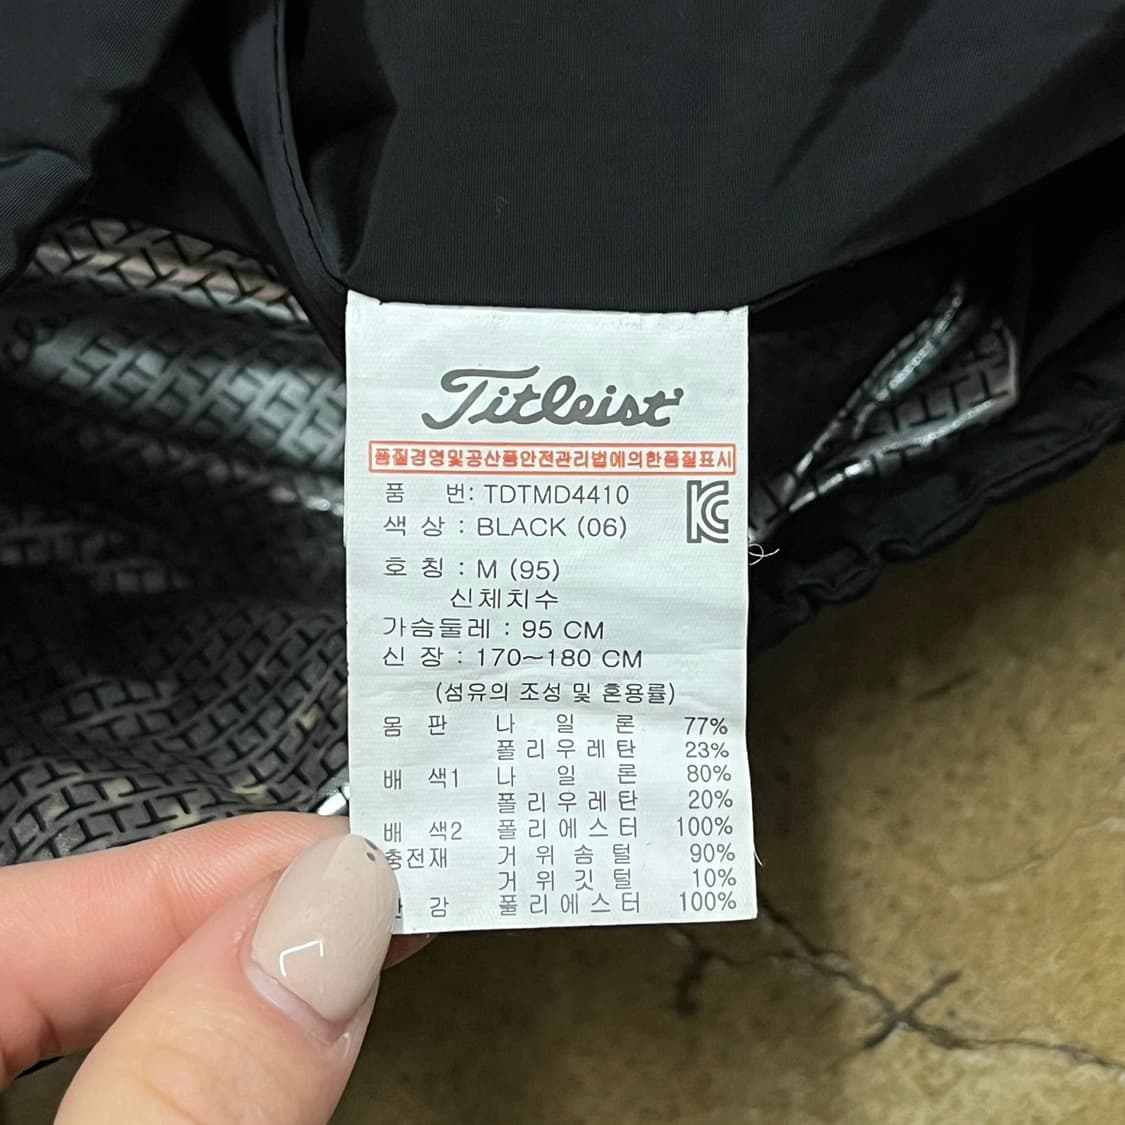 Titleist
품질경영및공산품안전관리법에의한품질표시
품 번: TDTMD4410
색 상 : BLACK (06)
호 칭 : M (95)
신체치수
가슴둘레 : 95 CM
신 장 : 170~180 CM
(섬유의 조성 및 혼용률)
몸 판 나 일 론 77%
폴리우레탄 23%
배 색1 나 일 론 80%
폴리우레탄 20%
배 색2 폴리에스터 100%
충전재 거 위 솜 털 90%
거 위 깃 털 10%
감 폴리에스터 100%